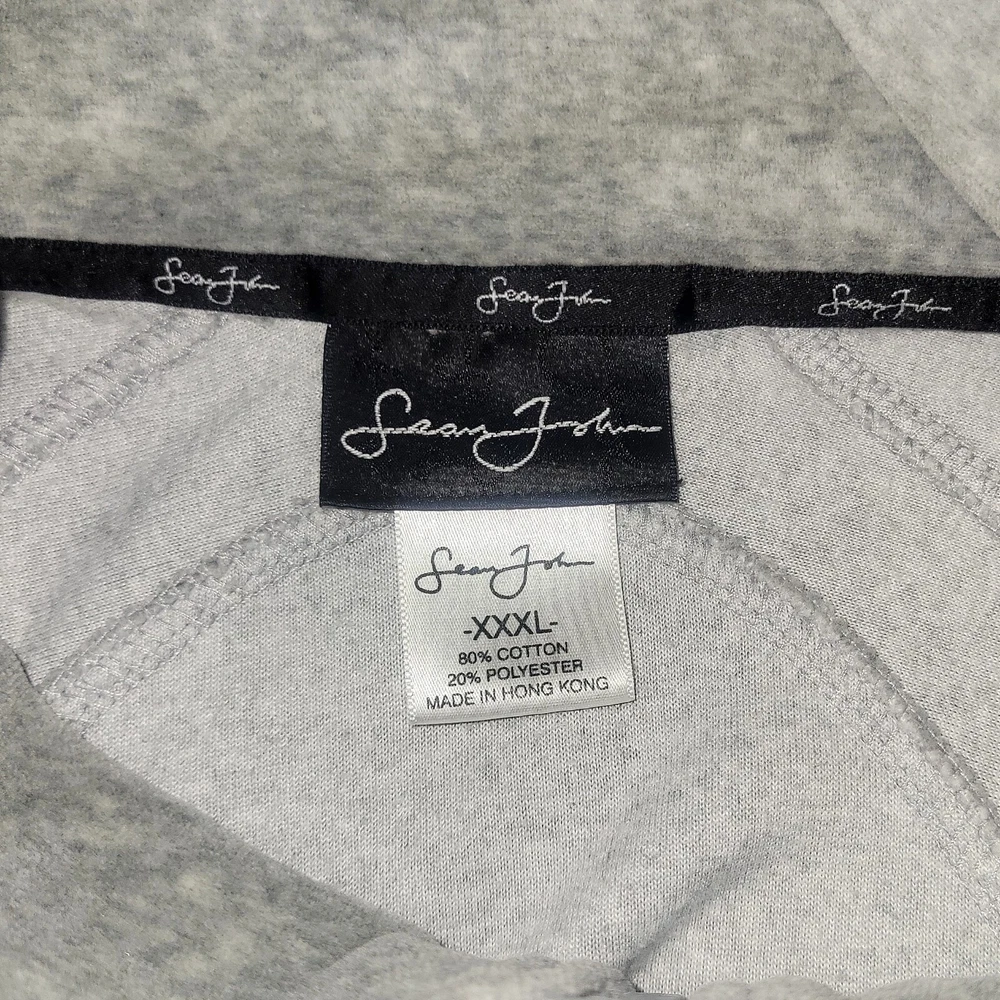 Sean John Sean John Sean John
Sean John
Sean John
-XXXL-
80% COTTON
20% POLYESTER
MADE IN HONG KONG